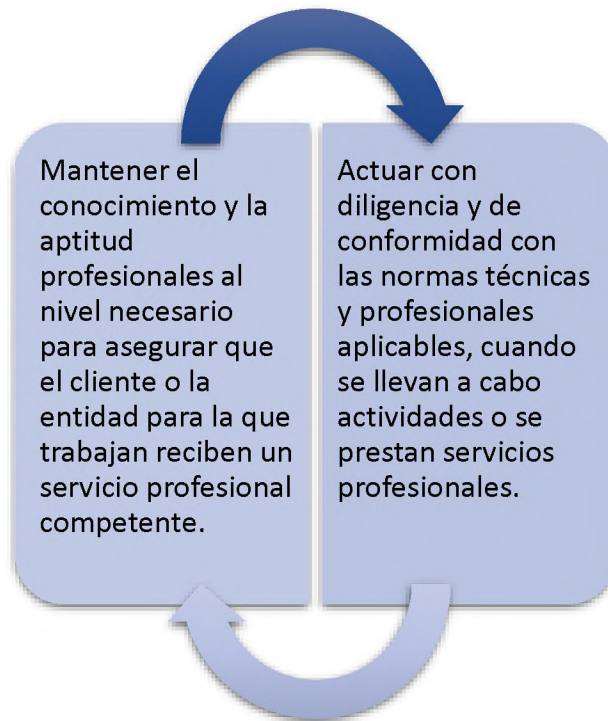 Mantener el
conocimiento y la
aptitud
profesionales al
nivel necesario
para asegurar que
el cliente o la
entidad para la que
trabajan reciben un
servicio profesional
competente.
Actuar con
diligencia y de
conformidad con
las normas técnicas
y profesionales
aplicables, cuando
se llevan a cabo
actividades o se
prestan servicios
profesionales.